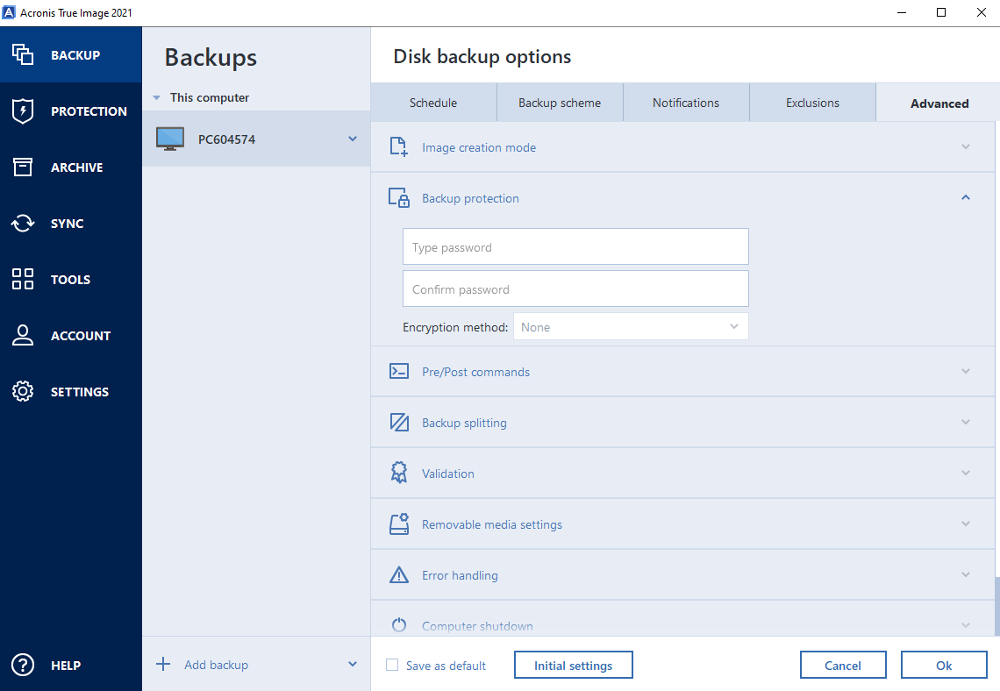 Acronis True Image 2021
BACKUP
PROTECTION
ARCHIVE
SYNC
TOOLS
ACCOUNT
SETTINGS
HELP
Backups
This computer
PC604574
Add backup
Disk backup options
Schedule
Backup scheme
Notifications
Exclusions
Advanced
Image creation mode
Backup protection
Type password
Confirm password
Encryption method: None
Pre/Post commands
Backup splitting
Validation
Removable media settings
Error handling
Computer shutdown
Save as default
Initial settings
Cancel
Ok